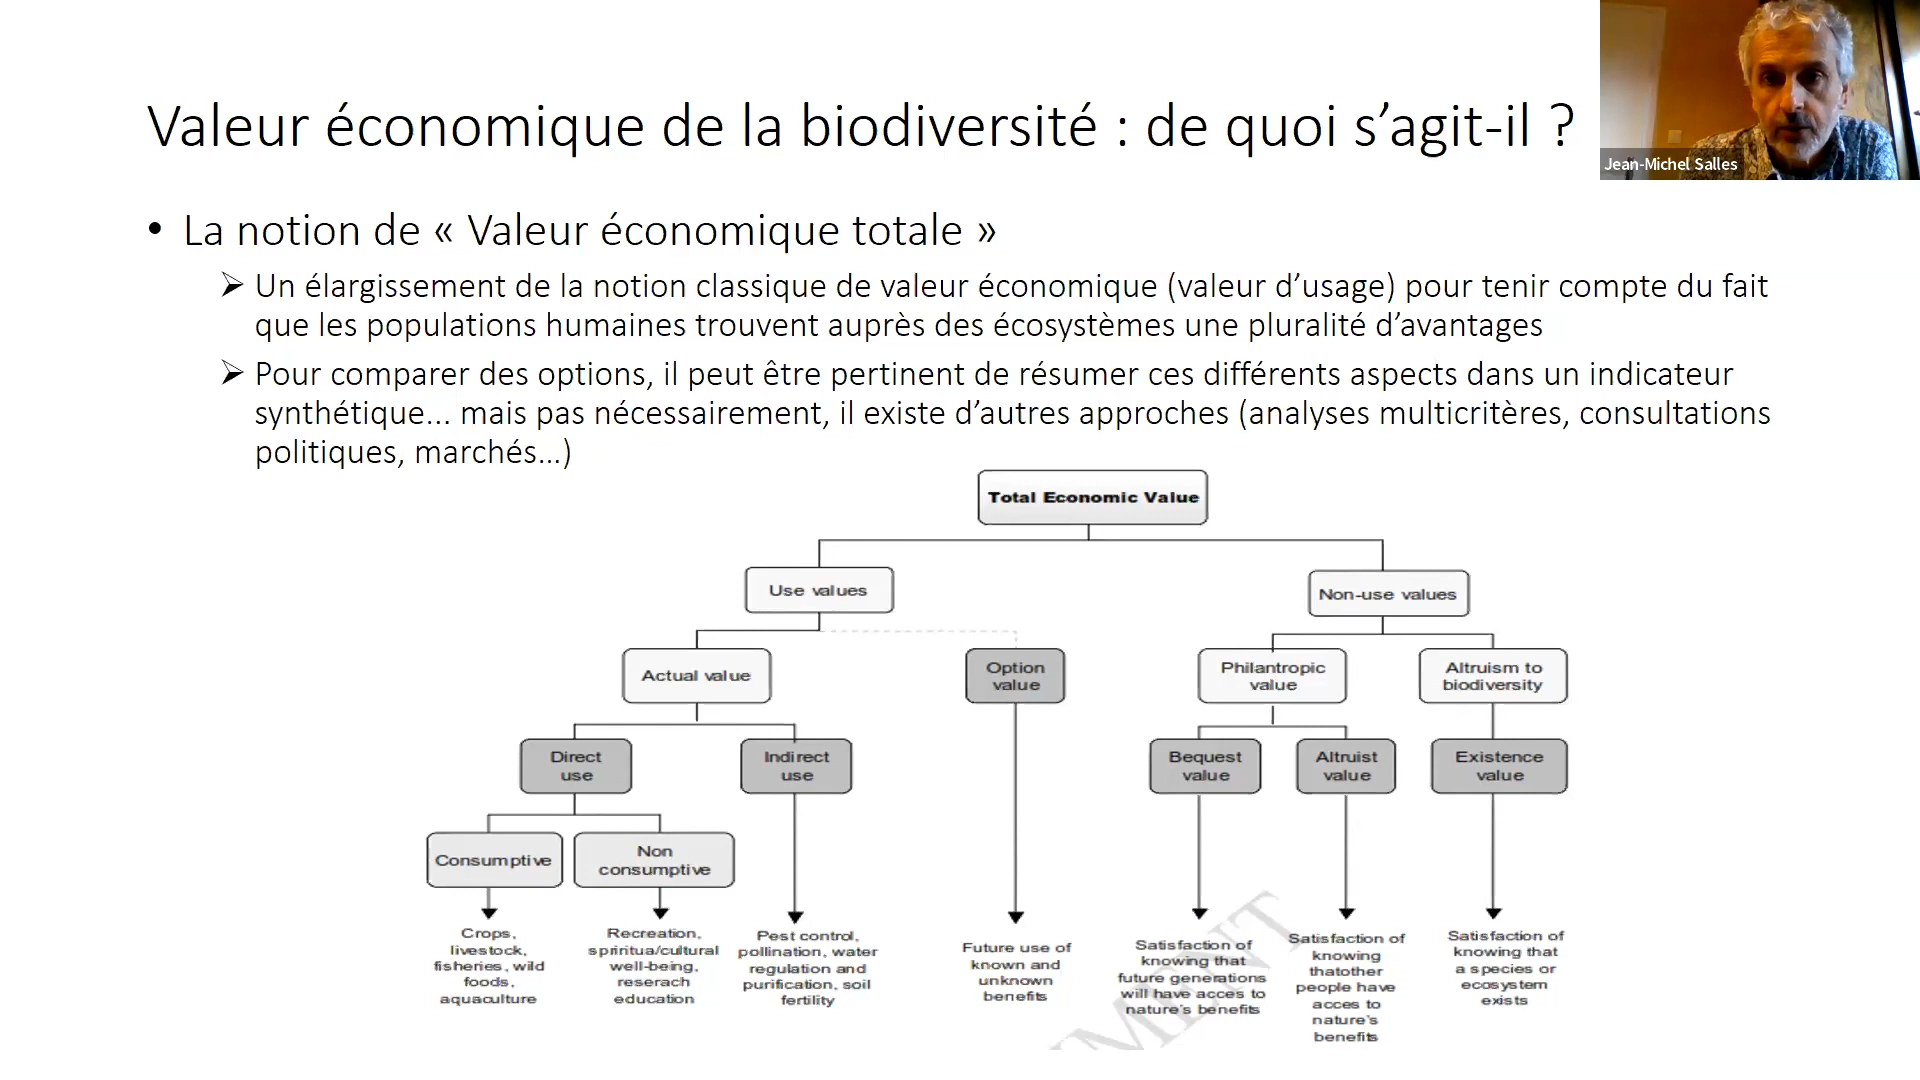 Valeur économique de la biodiversité : de quoi s’agit-il ?
Jean-Michel Salles
• La notion de « Valeur économique totale »
Un élargissement de la notion classique de valeur économique (valeur d’usage) pour tenir compte du fait
que les populations humaines trouvent auprès des écosystèmes une pluralité d’avantages
Pour comparer des options, il peut être pertinent de résumer ces différents aspects dans un indicateur
synthétique... mais pas nécessairement, il existe d’autres approches (analyses multicritères, consultations
politiques, marchés…)
Total Economic Value
Use values
Non-use values
Actual value
Option
value
Philantropic
value
Altruism to
biodiversity
Direct
use
Indirect
use
Bequest
value
Altruist
value
Existence
value
Consumptive
Non
consumptive
Crops,
livestock,
fisheries, wild
foods,
aquaculture
Recreation,
spriritua/cultural
well-being,
reserach
education
Pest control,
pollination, water
regulation and
purification, soil
fertility
Future use of
known and
unknown
benefits
Satisfaction of
knowing that
future generations
will have acces to
nature's benefits
Satisfaction of
knowing
thatother
people have
acces to
nature's
benefits
Satisfaction of
knowing that
a species or
ecosystem
exists